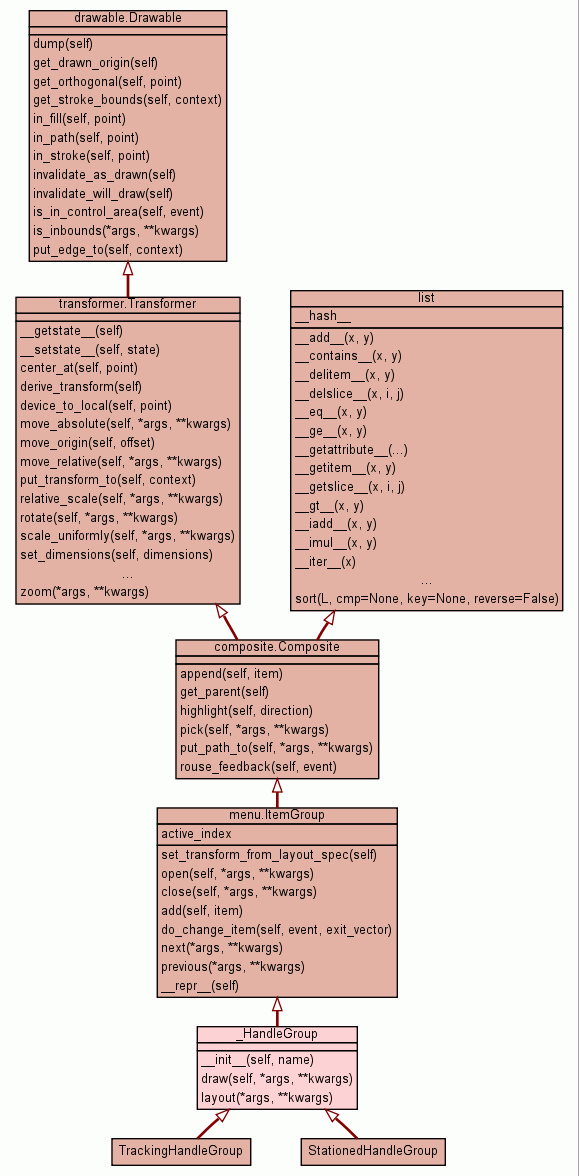 drawable.Drawable
dump(self)
get_drawn_origin(self)
get_orthogonal(self, point)
get_stroke_bounds(self, context)
in_fill(self, point)
in_path(self, point)
in_stroke(self, point)
invalidate_as_drawn(self)
invalidate_will_draw(self)
is_in_control_area(self, event)
is_inbounds(*args, **kwargs)
put_edge_to(self, context)
transformer.Transformer
__getstate__(self)
__setstate__(self, state)
center_at(self, point)
derive_transform(self)
device_to_local(self, point)
move_absolute(self, *args, **kwargs)
move_origin(self, offset)
move_relative(self, *args, **kwargs)
put_transform_to(self, context)
relative_scale(self, *args, **kwargs)
rotate(self, *args, **kwargs)
scale_uniformly(self, *args, **kwargs)
set_dimensions(self, dimensions)
...
zoom(*args, **kwargs)
list
__hash__
__add__(x, y)
__contains__(x, y)
__delitem__(x, y)
__delslice__(x, i, j)
__eq__(x, y)
__ge__(x, y)
__getattribute__(...)
__getitem__(x, y)
__getslice__(x, i, j)
__gt__(x, y)
__iadd__(x, y)
__imul__(x, y)
__iter__(x)
...
sort(L, cmp=None, key=None, reverse=False)
composite.Composite
append(self, item)
get_parent(self)
highlight(self, direction)
pick(self, *args, **kwargs)
put_path_to(self, *args, **kwargs)
rouse_feedback(self, event)
menu.ItemGroup
active_index
set_transform_from_layout_spec(self)
open(self, *args, **kwargs)
close(self, *args, **kwargs)
add(self, item)
do_change_item(self, event, exit_vector)
next(*args, **kwargs)
previous(*args, **kwargs)
__repr__(self)
_HandleGroup
__init__(self, name)
draw(self, *args, **kwargs)
layout(*args, **kwargs)
TrackingHandleGroup
StationedHandleGroup